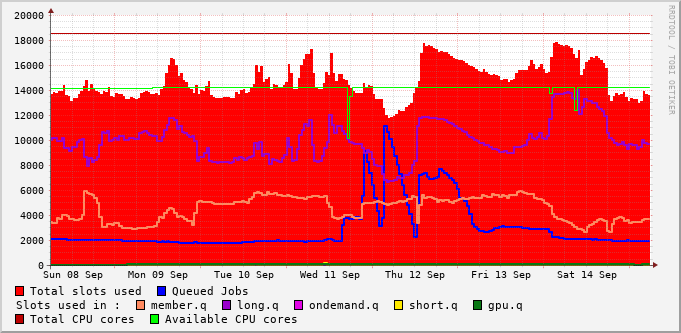 20000
18000
16000
14000
12000
10000
8000
6000
4000
2000
0
Sun 08 Sep Mon 09 Sep Tue 10 Sep Wed 11 Sep Thu 12 Sep Fri 13 Sep Sat 14 Sep
Total slots used Queued Jobs
Slots used in : member.q long.q ondemand.q short.q gpu.q
Total CPU cores Available CPU cores
RRDTOOL / TOBI OETIKER